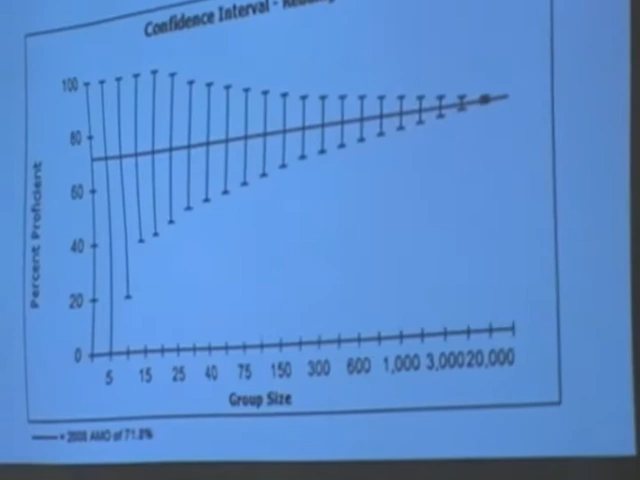 Confidence Interval -
100
80
60
40
20
0
5 15 25 40 75 150 300 600 1,000 3,000 20,000
Percent Proficient
Group Size
= 2008 AMO of 71.8%